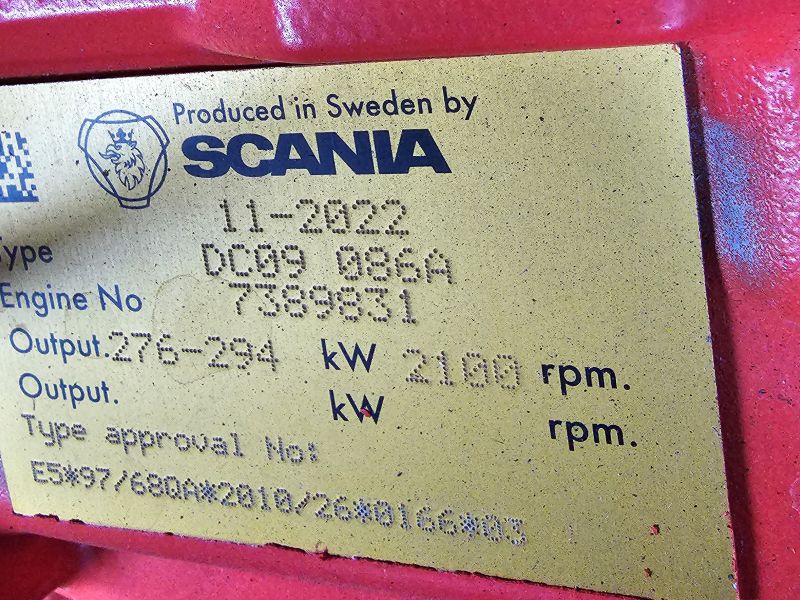 Produced in Sweden by
SCANIA
11-2022
Type DC09 086A
Engine No 7389831
Output. 276-294 kW 2100 rpm.
Output. kW rpm.
Type approval No:
E5*97/68QA*2010/26*0166*03